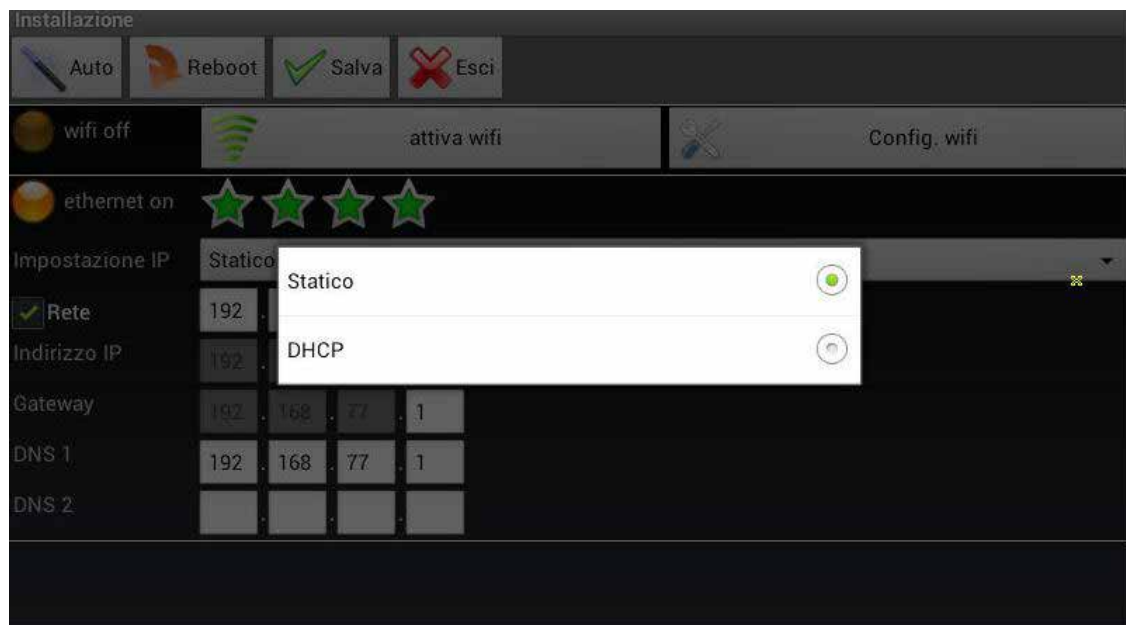 Installazione
Auto Reboot Salva Esci
wifi off attiva wifi Config. wifi
ethernet on
Impostazione IP Statico
Statico
Rete 192 .
DHCP
Indirizzo IP 192 .
Gateway 192 . 168 . 77 . 1
DNS 1 192 . 168 . 77 . 1
DNS 2 . . .